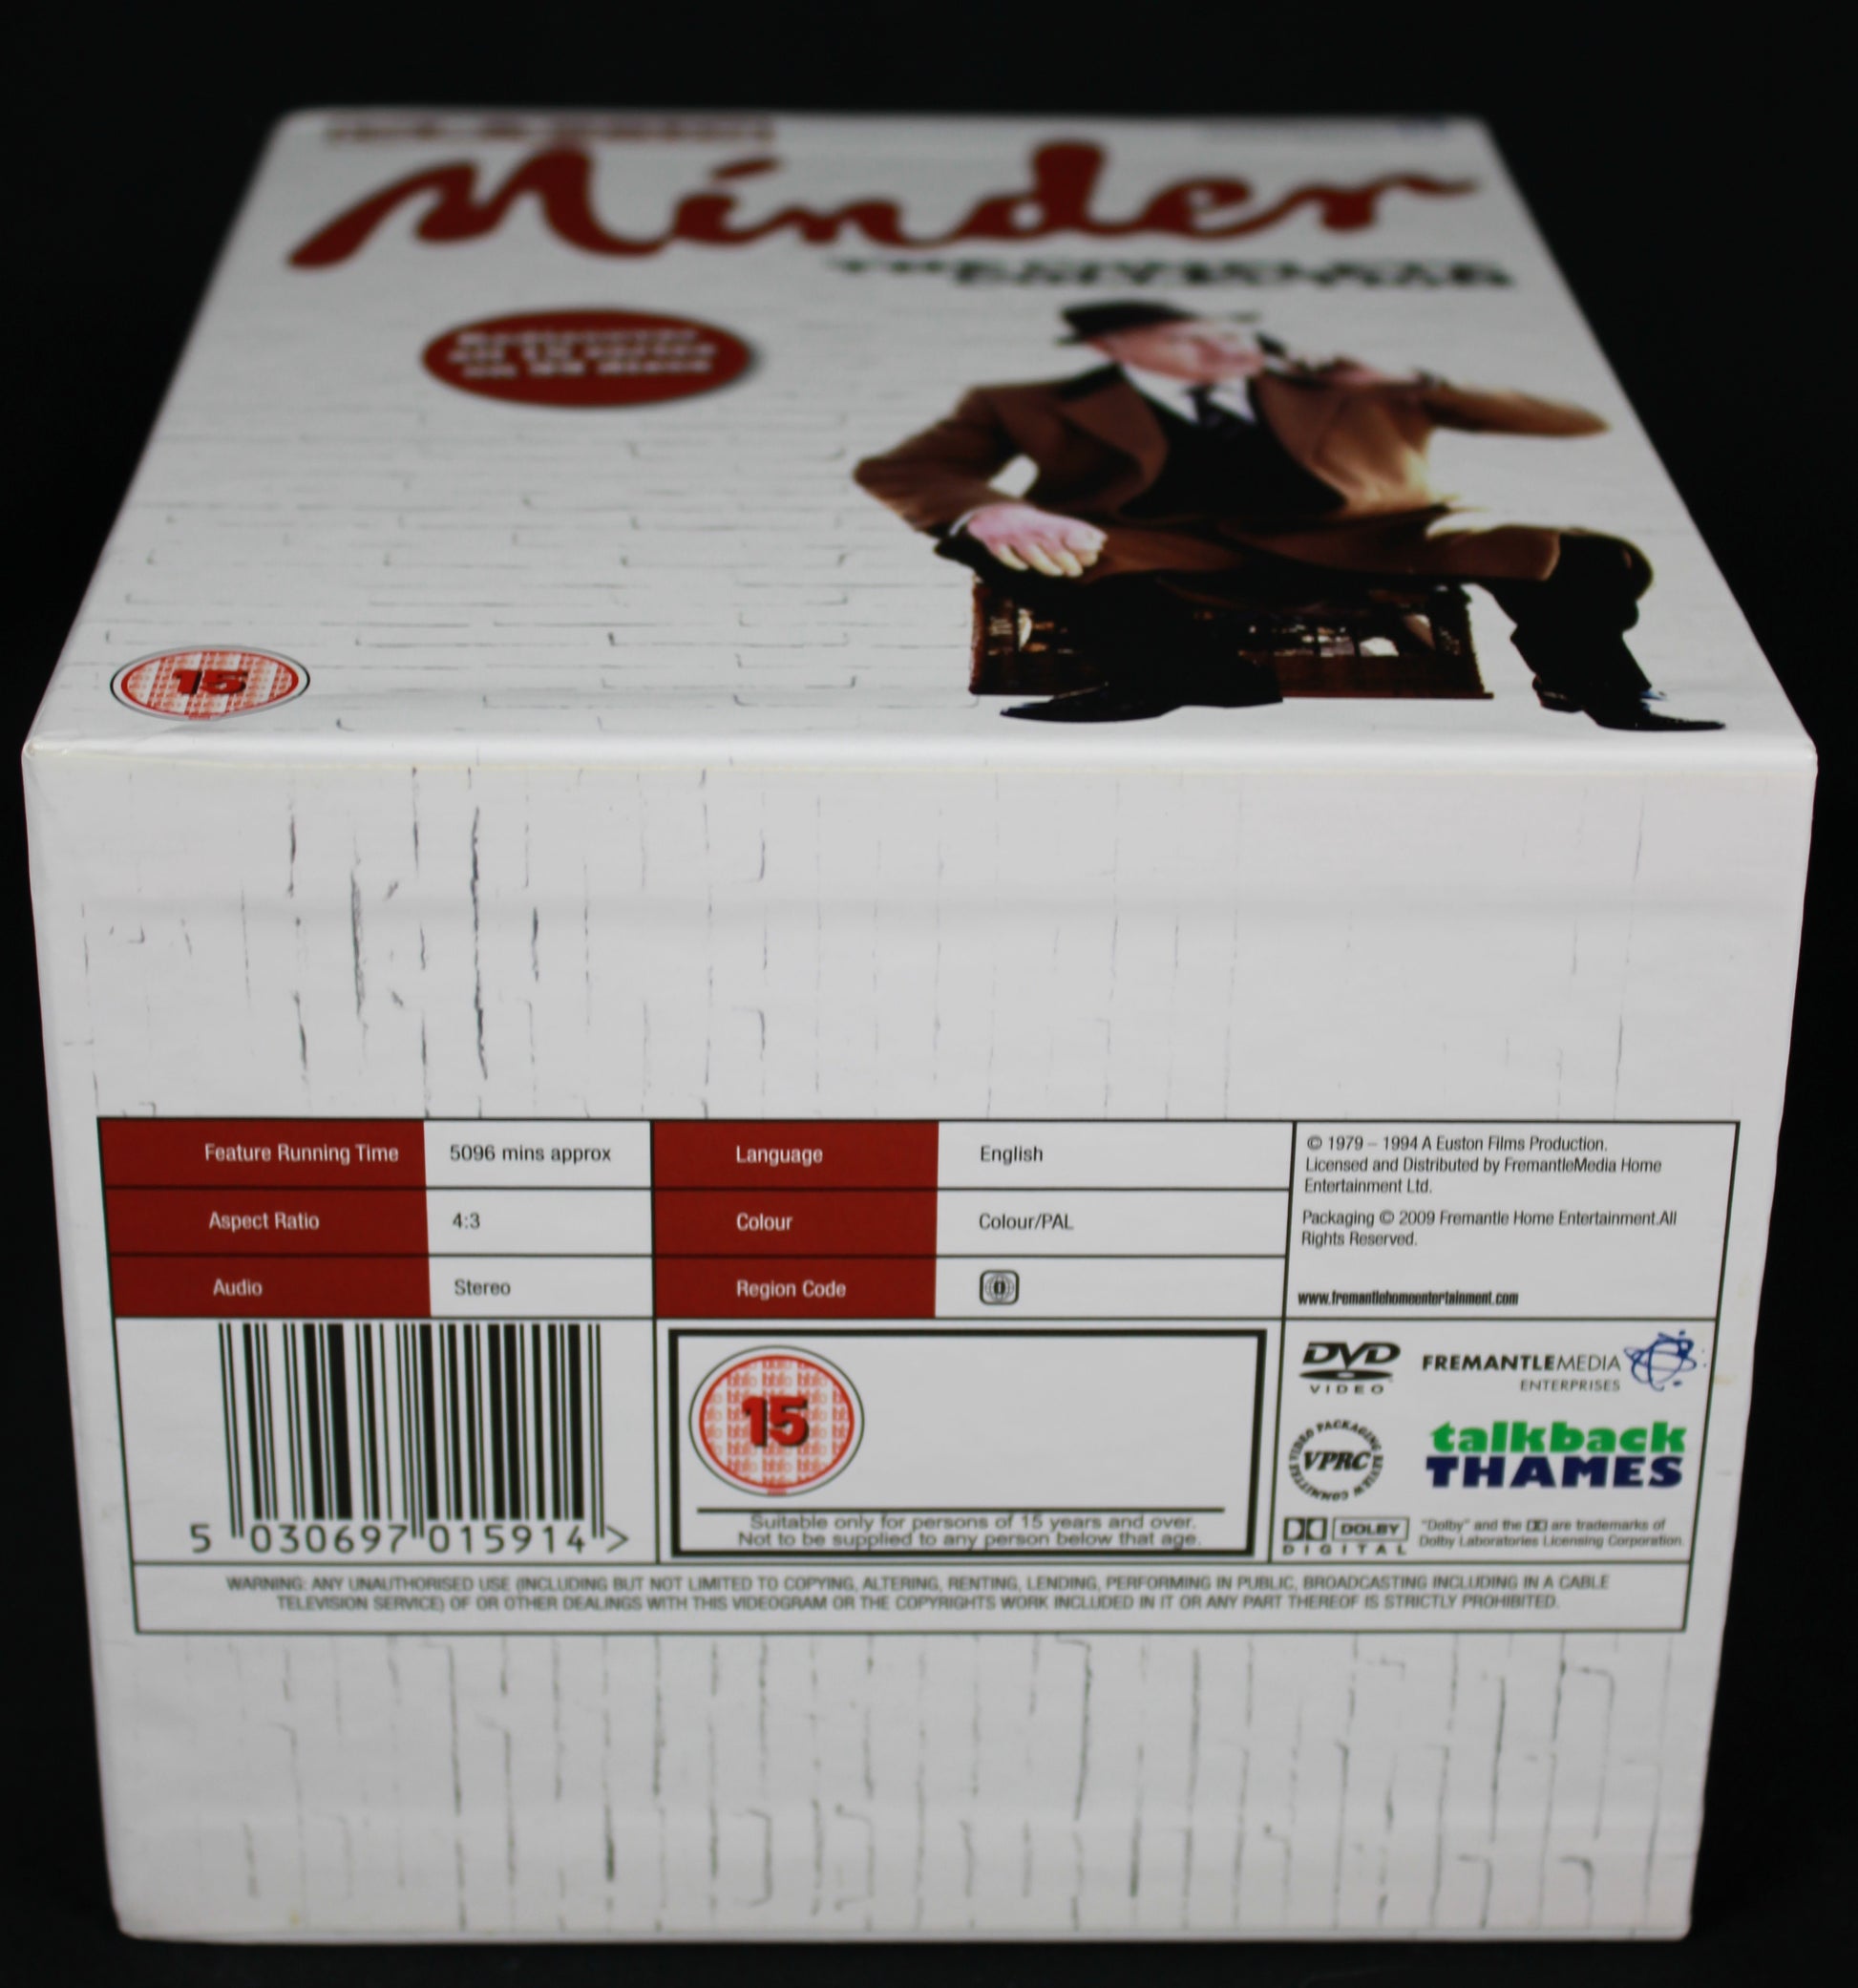 Minder
15
Feature Running Time
5096 mins approx
Language
English
Aspect Ratio
4:3
Colour
Colour/PAL
Audio
Stereo
Region Code
0
© 1979 – 1994 A Euston Films Production.
Licensed and Distributed by FremantleMedia Home
Entertainment Ltd.
Packaging © 2009 Fremantle Home Entertainment.All
Rights Reserved.
www.fremantlehomeentertainment.com
5 030697 015914 >
15
Suitable only for persons of 15 years and over.
Not to be supplied to any person below that age.
DVD
VIDEO
FREMANTLEMEDIA
ENTERPRISES
VIDEO PACKAGING REVIEW COMMITTEE
VPRC
talkback
THAMES
DOLBY
DIGITAL
"Dolby" and the DD are trademarks of
Dolby Laboratories Licensing Corporation.
WARNING: ANY UNAUTHORISED USE (INCLUDING BUT NOT LIMITED TO COPYING, ALTERING, RENTING, LENDING, PERFORMING IN PUBLIC, BROADCASTING INCLUDING IN A CABLE
TELEVISION SERVICE) OF OR OTHER DEALINGS WITH THIS VIDEOGRAM OR THE COPYRIGHTS WORK INCLUDED IN IT OR ANY PART THEREOF IS STRICTLY PROHIBITED.